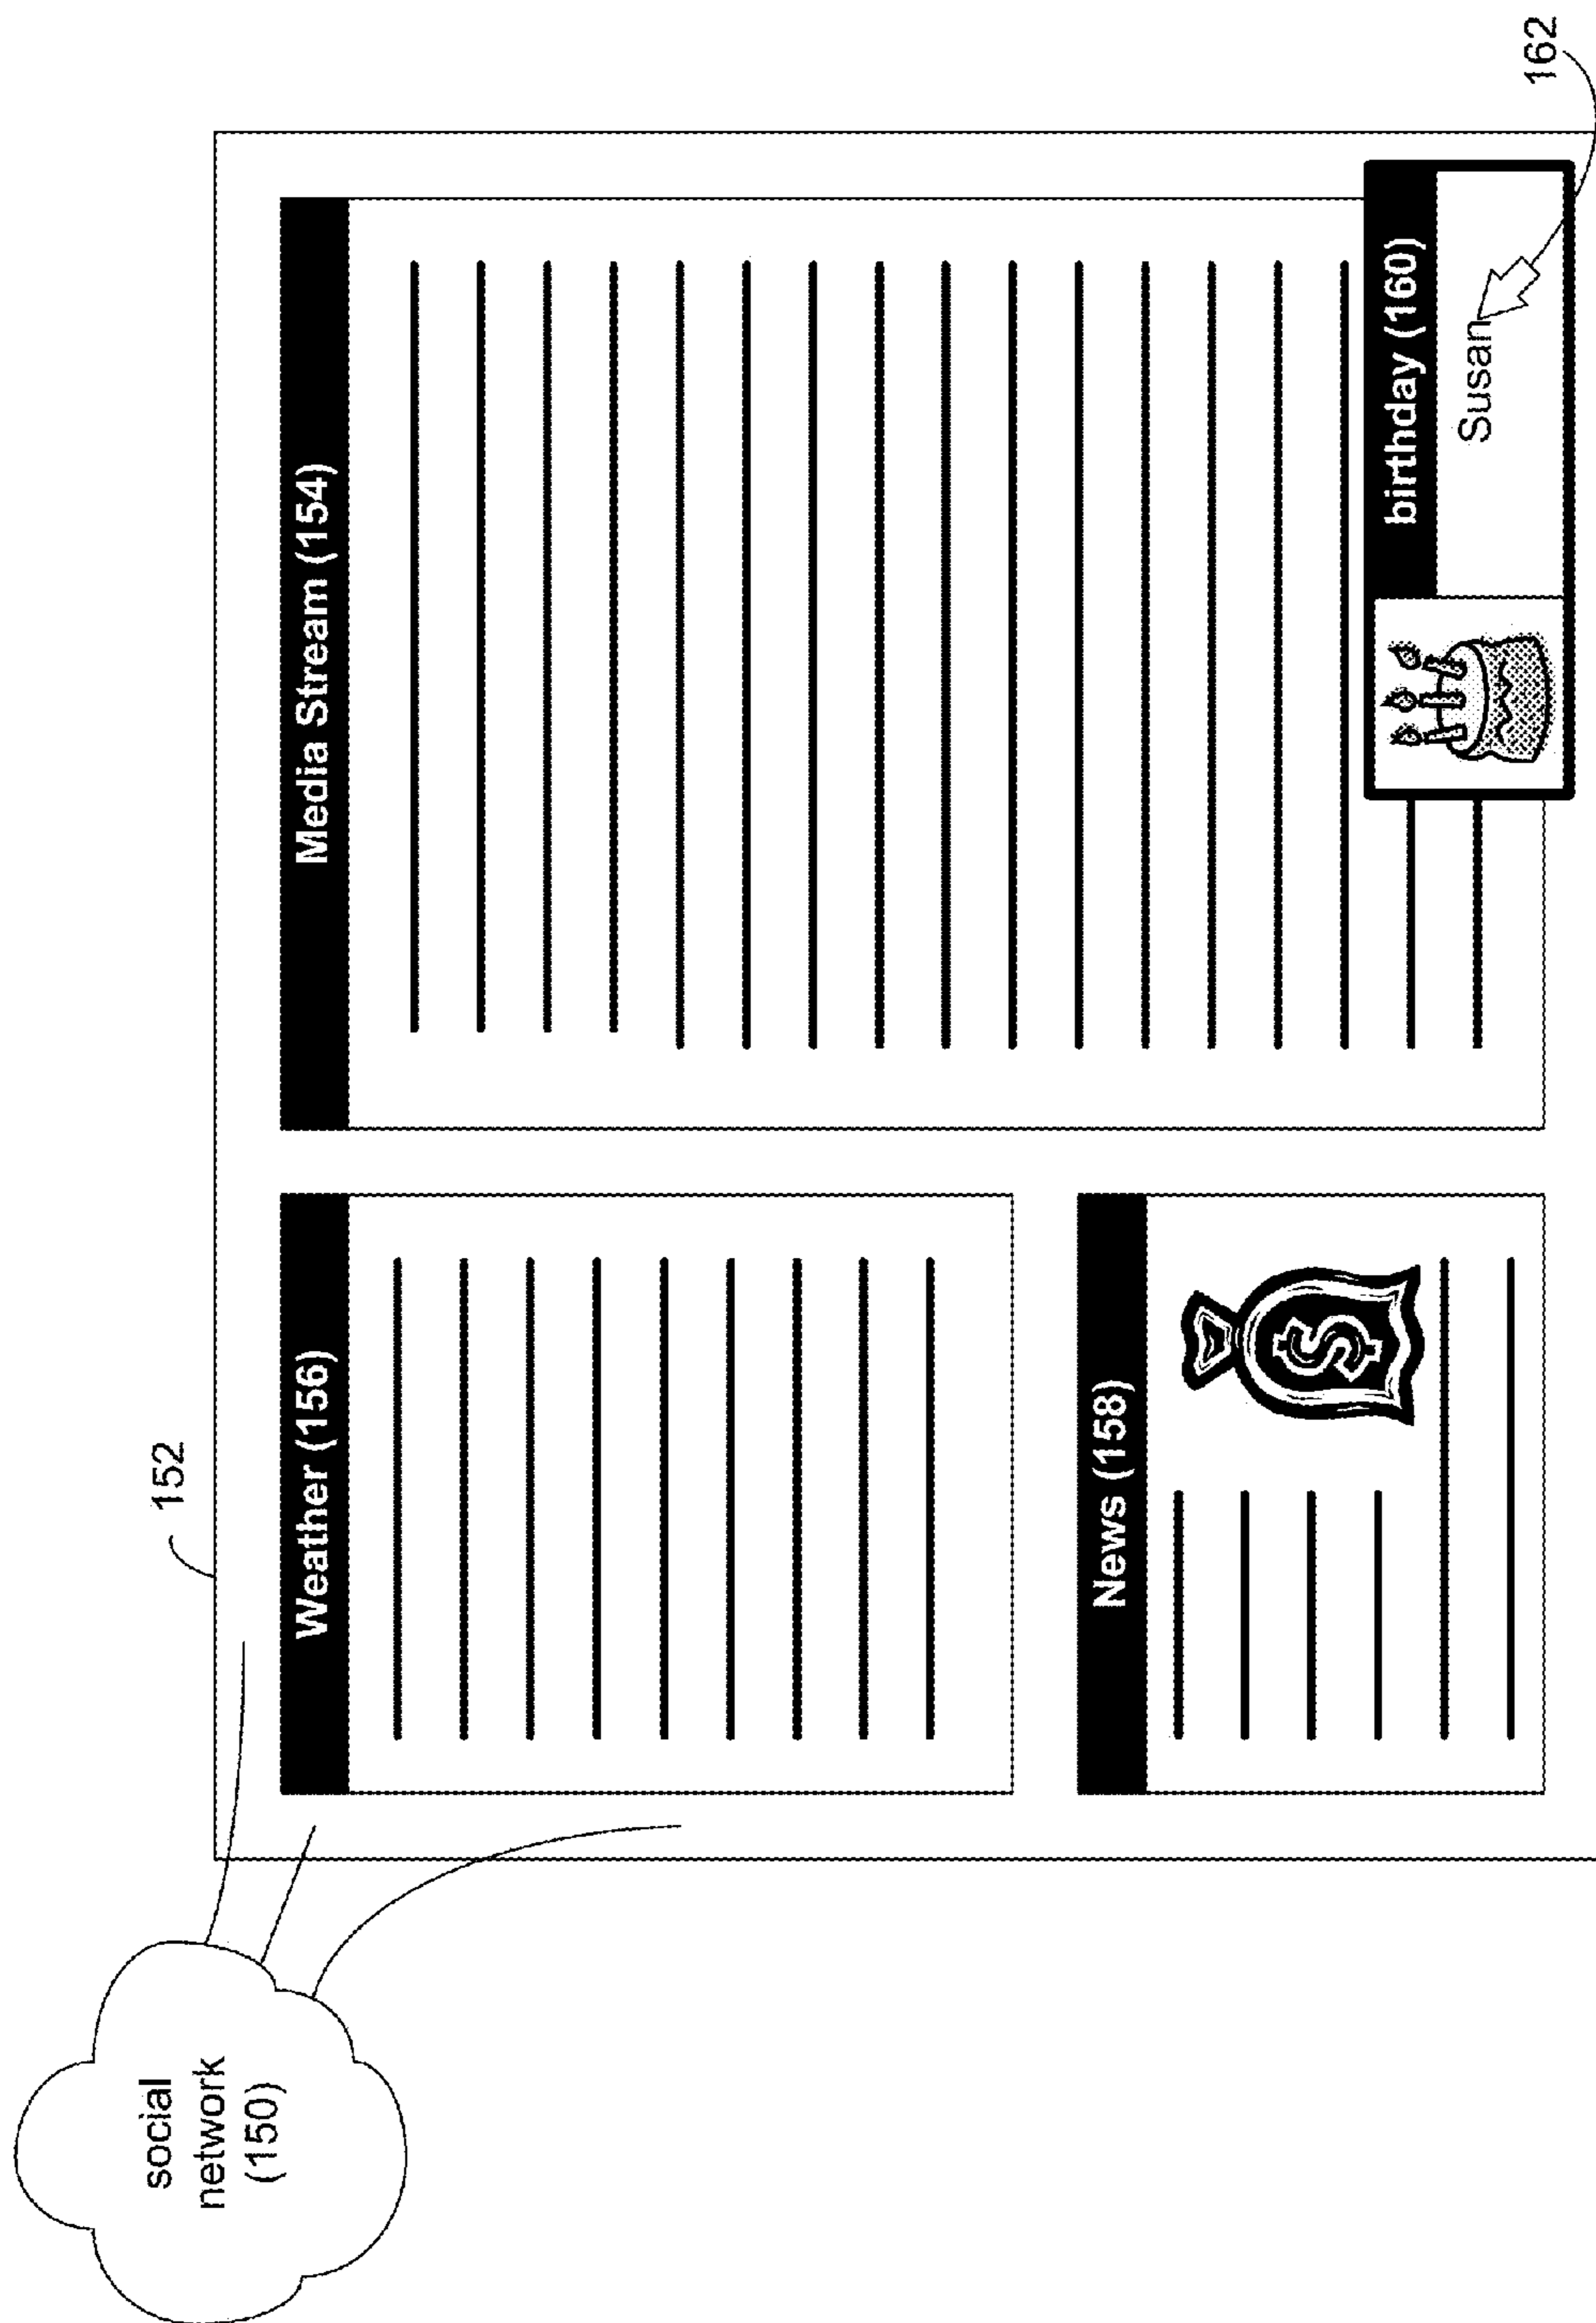 social
network
(150)
152
Weather (156)
Media Stream (154)
News (158)
$
birthday (160)
Susan
162